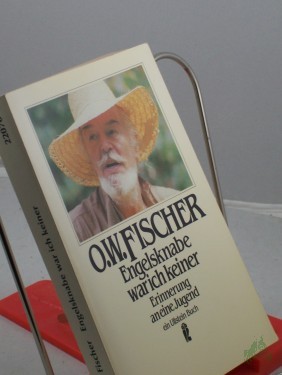 O.W. FISCHER
Engelsknabe
war ich keiner
Erinnerung
an eine Jugend
ein Ullstein Buch
Fischer Engelsknabe war ich keiner